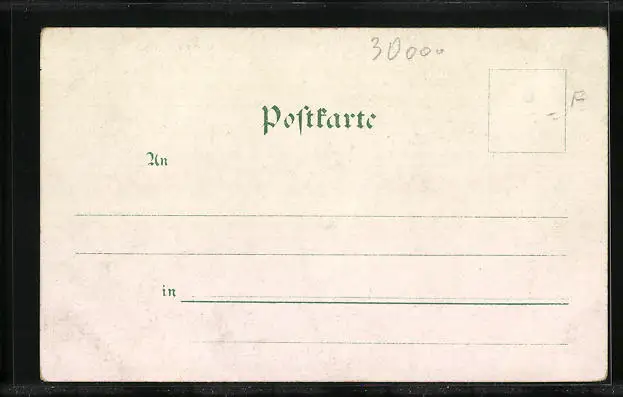 30000
Postkarte
F
An
in